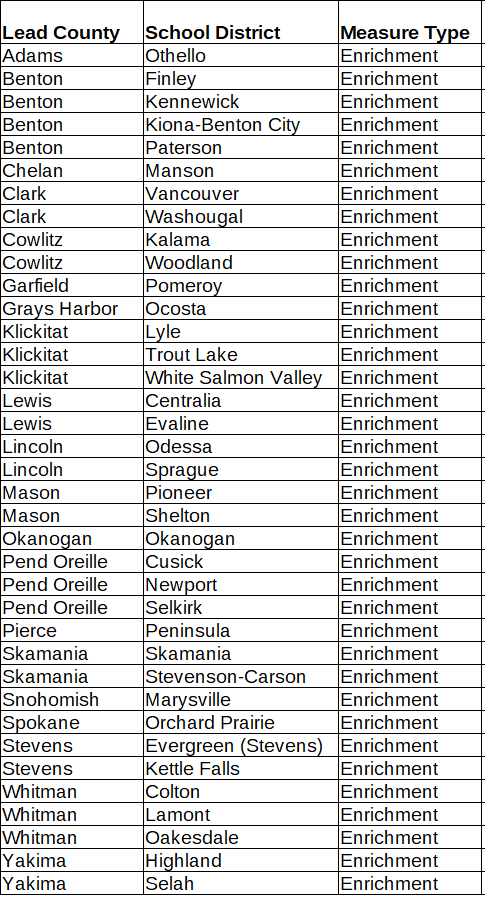 Lead County School District Measure Type
Adams Othello Enrichment
Benton Finley Enrichment
Benton Kennewick Enrichment
Benton Kiona-Benton City Enrichment
Benton Paterson Enrichment
Chelan Manson Enrichment
Clark Vancouver Enrichment
Clark Washougal Enrichment
Cowlitz Kalama Enrichment
Cowlitz Woodland Enrichment
Garfield Pomeroy Enrichment
Grays Harbor Ocosta Enrichment
Klickitat Lyle Enrichment
Klickitat Trout Lake Enrichment
Klickitat White Salmon Valley Enrichment
Lewis Centralia Enrichment
Lewis Evaline Enrichment
Lincoln Odessa Enrichment
Lincoln Sprague Enrichment
Mason Pioneer Enrichment
Mason Shelton Enrichment
Okanogan Okanogan Enrichment
Pend Oreille Cusick Enrichment
Pend Oreille Newport Enrichment
Pend Oreille Selkirk Enrichment
Pierce Peninsula Enrichment
Skamania Skamania Enrichment
Skamania Stevenson-Carson Enrichment
Snohomish Marysville Enrichment
Spokane Orchard Prairie Enrichment
Stevens Evergreen (Stevens) Enrichment
Stevens Kettle Falls Enrichment
Whitman Colton Enrichment
Whitman Lamont Enrichment
Whitman Oakesdale Enrichment
Yakima Highland Enrichment
Yakima Selah Enrichment